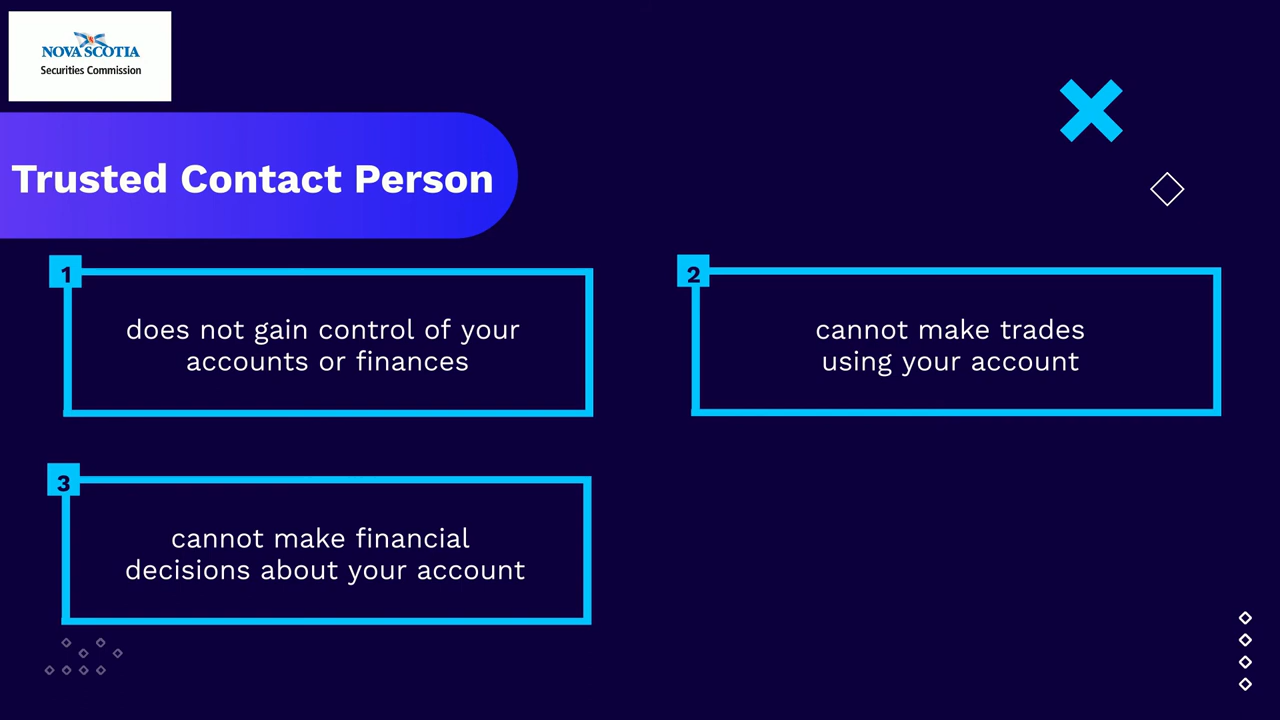 NOVA SCOTIA
Securities Commission
Trusted Contact Person
1
does not gain control of your
accounts or finances
2
cannot make trades
using your account
3
cannot make financial
decisions about your account